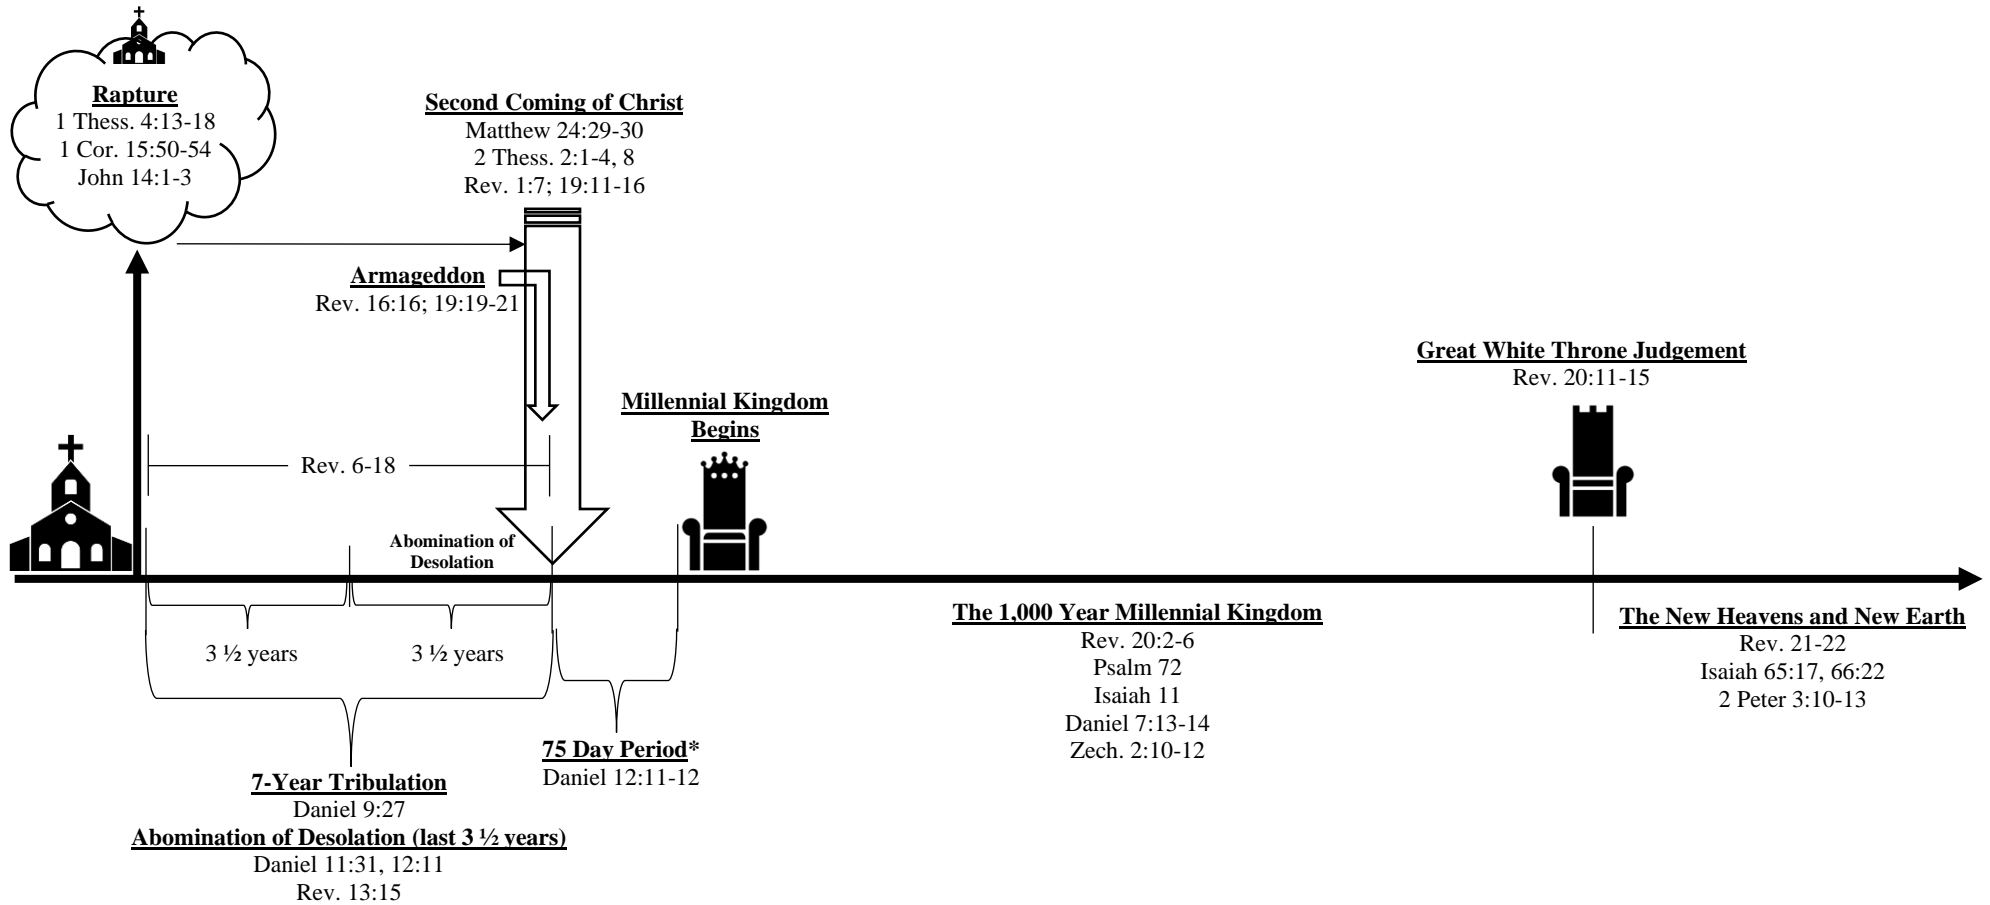 Rapture
1 Thess. 4:13-18
1 Cor. 15:50-54
John 14:1-3
Second Coming of Christ
Matthew 24:29-30
2 Thess. 2:1-4, 8
Rev. 1:7; 19:11-16
Armageddon
Rev. 16:16; 19:19-21
Great White Throne Judgement
Rev. 20:11-15
Millennial Kingdom
Begins
Rev. 6-18
Abomination of
Desolation
3 ½ years
3 ½ years
75 Day Period*
Daniel 12:11-12
7-Year Tribulation
Daniel 9:27
Abomination of Desolation (last 3 ½ years)
Daniel 11:31, 12:11
Rev. 13:15
The 1,000 Year Millennial Kingdom
Rev. 20:2-6
Psalm 72
Isaiah 11
Daniel 7:13-14
Zech. 2:10-12
The New Heavens and New Earth
Rev. 21-22
Isaiah 65:17, 66:22
2 Peter 3:10-13